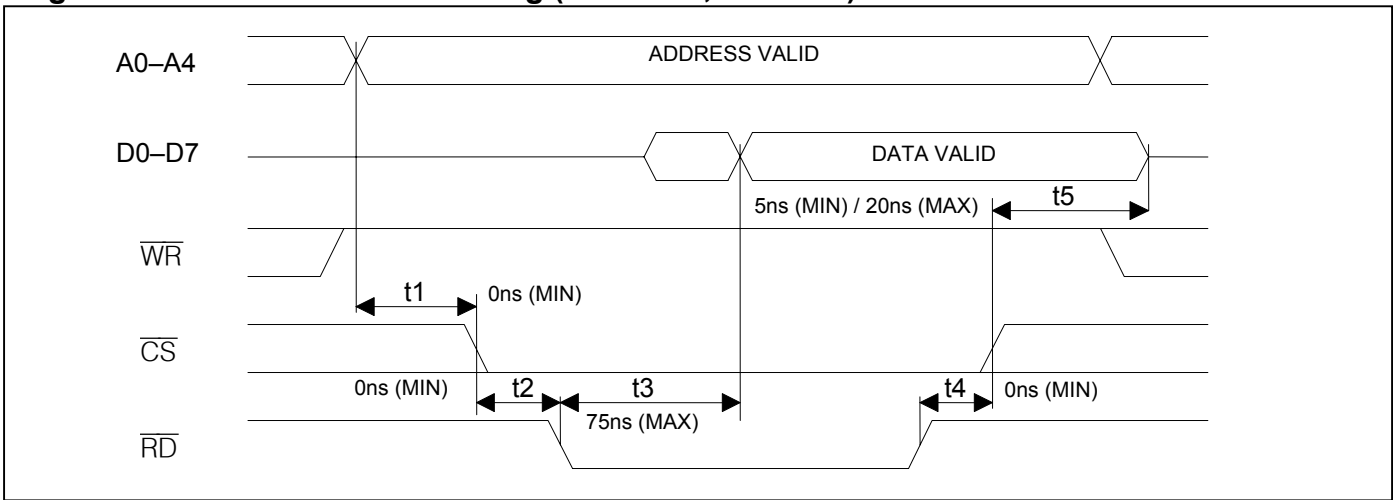 A0–A4
ADDRESS VALID
D0–D7
DATA VALID
5ns (MIN) / 20ns (MAX)
t5
WR
t1
0ns (MIN)
CS
0ns (MIN)
t2
t3
t4
0ns (MIN)
75ns (MAX)
RD